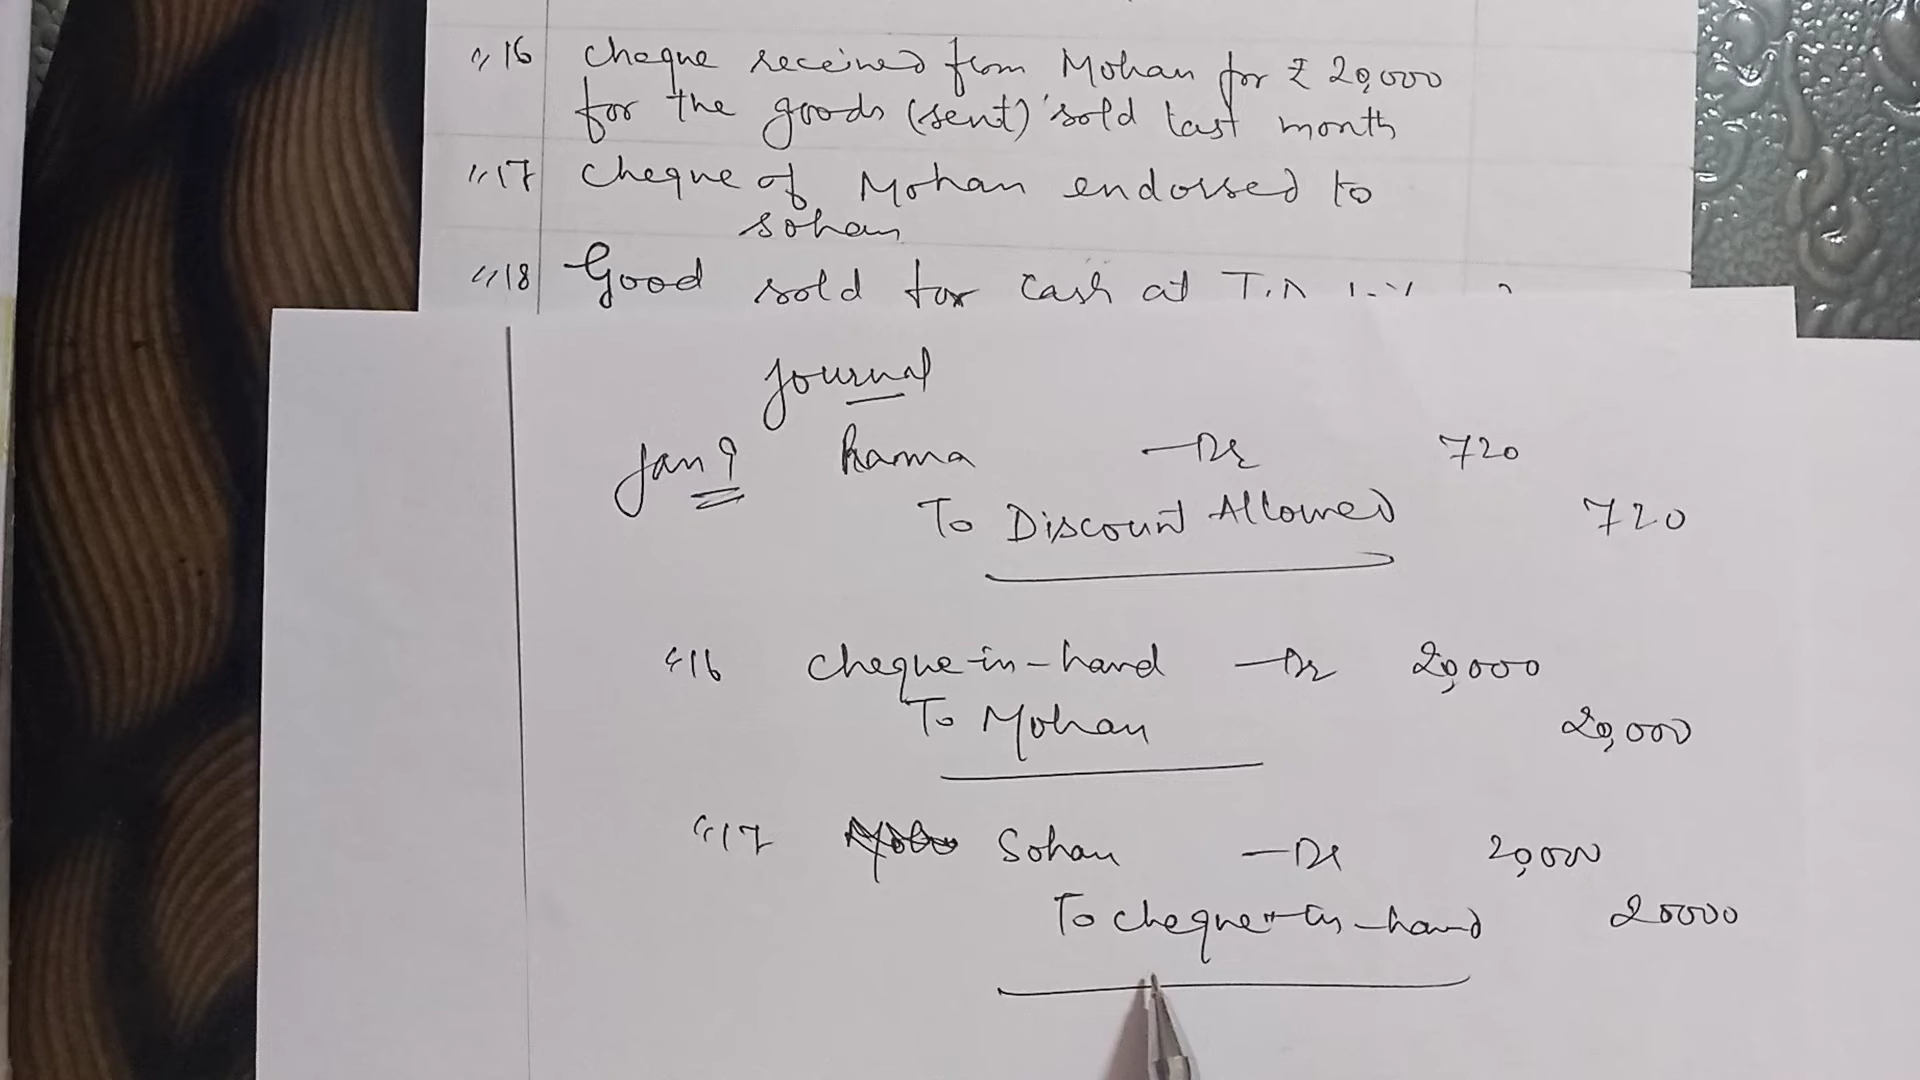 " 16 Cheque received from Mohan for ₹ 20,000
for the goods (sent) sold last month
" 17 Cheque of Mohan endorsed to
Sohan
" 18 Good sold for cash at T.D
Journal
Jan 9 Rama — Dr 720
To Discount Allowed 720
" 16 Cheque-in-hand — Dr 20,000
To Mohan 20,000
" 17 Sohan — Dr 20,000
To cheque-in-hand 20000